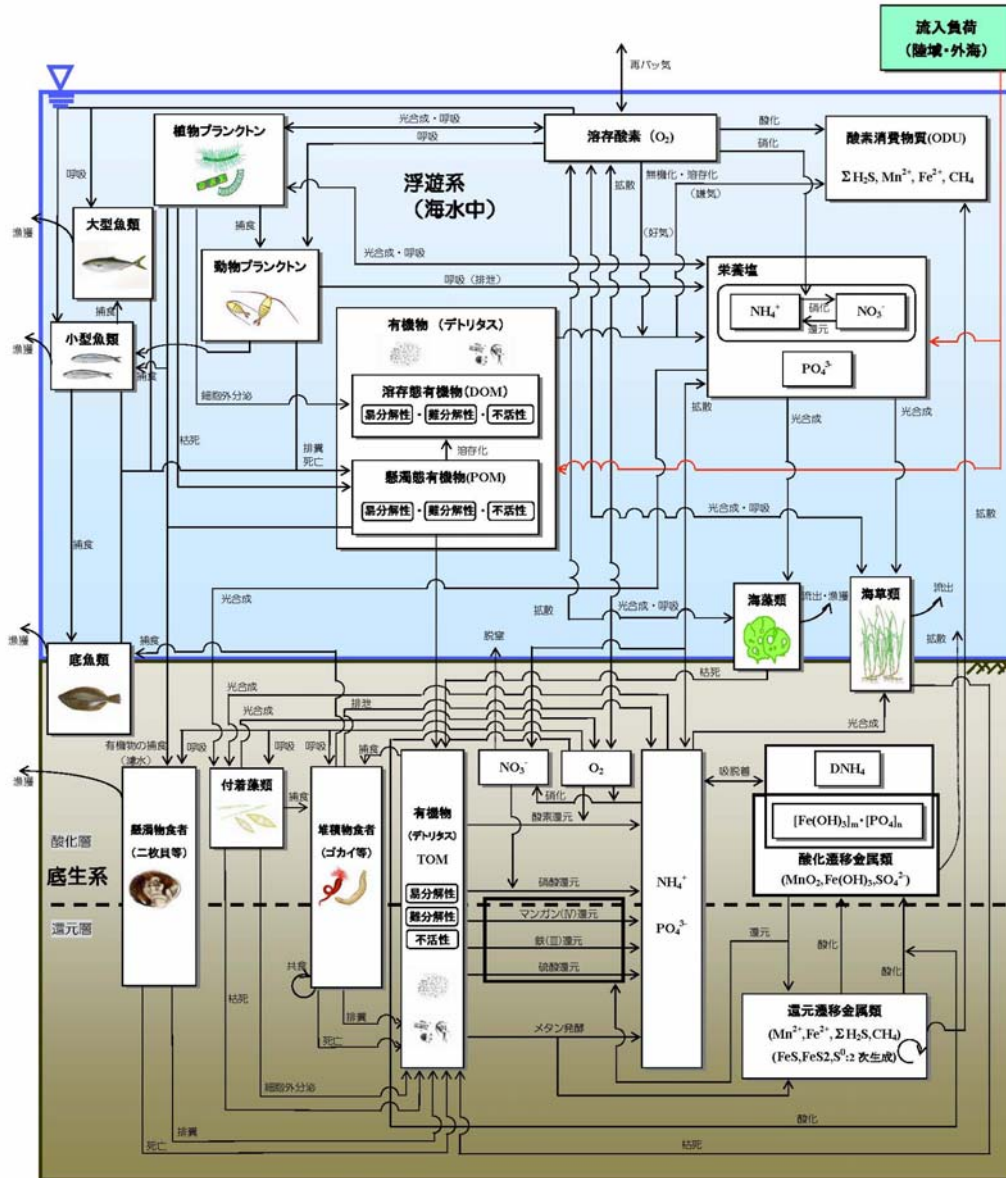 流入負荷
(陸域・外海)
再バッ気
植物プランクトン
光合成・呼吸
呼吸
溶存酸素 (O₂)
酸化
硝化
酸素消費物質(ODU)
ΣH₂S, Mn²⁺, Fe²⁺, CH₄
呼吸
浮遊系
(海水中)
拡散
無機化・溶存化
(嫌気)
(好気)
漁獲
大型魚類
捕食
光合成・呼吸
動物プランクトン
呼吸(排泄)
栄養塩
NH₄⁺
硝化
還元
NO₃⁻
PO₄³⁻
捕食
小型魚類
漁獲
捕食
有機物 (デトリタス)
溶存態有機物(DOM)
易分解性・難分解性・不活性
細胞外分泌
溶存化
懸濁態有機物(POM)
易分解性・難分解性・不活性
枯死
排糞
死亡
拡散
光合成
光合成
光合成・呼吸
拡散
捕食
光合成
拡散
光合成・呼吸
海藻類
流出・漁獲
海草類
流出
拡散
漁獲
底魚類
捕食
脱窒
枯死
光合成
排泄
光合成
光合成
有機物の捕食
(濾水)
呼吸
呼吸
呼吸
捕食
漁獲
懸濁物食者
(二枚貝等)
付着藻類
捕食
堆積物食者
(ゴカイ等)
有機物
(デトリタス)
TOM
易分解性
難分解性
不活性
NO₃⁻
O₂
硝化
酸素還元
硝酸還元
マンガン(Ⅳ)還元
鉄(Ⅲ)還元
硫酸還元
メタン発酵
NH₄⁺
PO₄³⁻
吸脱着
DNH₄
[Fe(OH)₃]m・[PO₄]n
酸化遷移金属類
(MnO₂,Fe(OH)₃,SO₄²⁻)
酸化層
底生系
還元層
還元
酸化
酸化
還元遷移金属類
(Mn²⁺,Fe²⁺,ΣH₂S,CH₄)
(FeS,FeS2,S⁰:2次生成)
共食
枯死
排糞
死亡
細胞外分泌
排糞
死亡
酸化
枯死